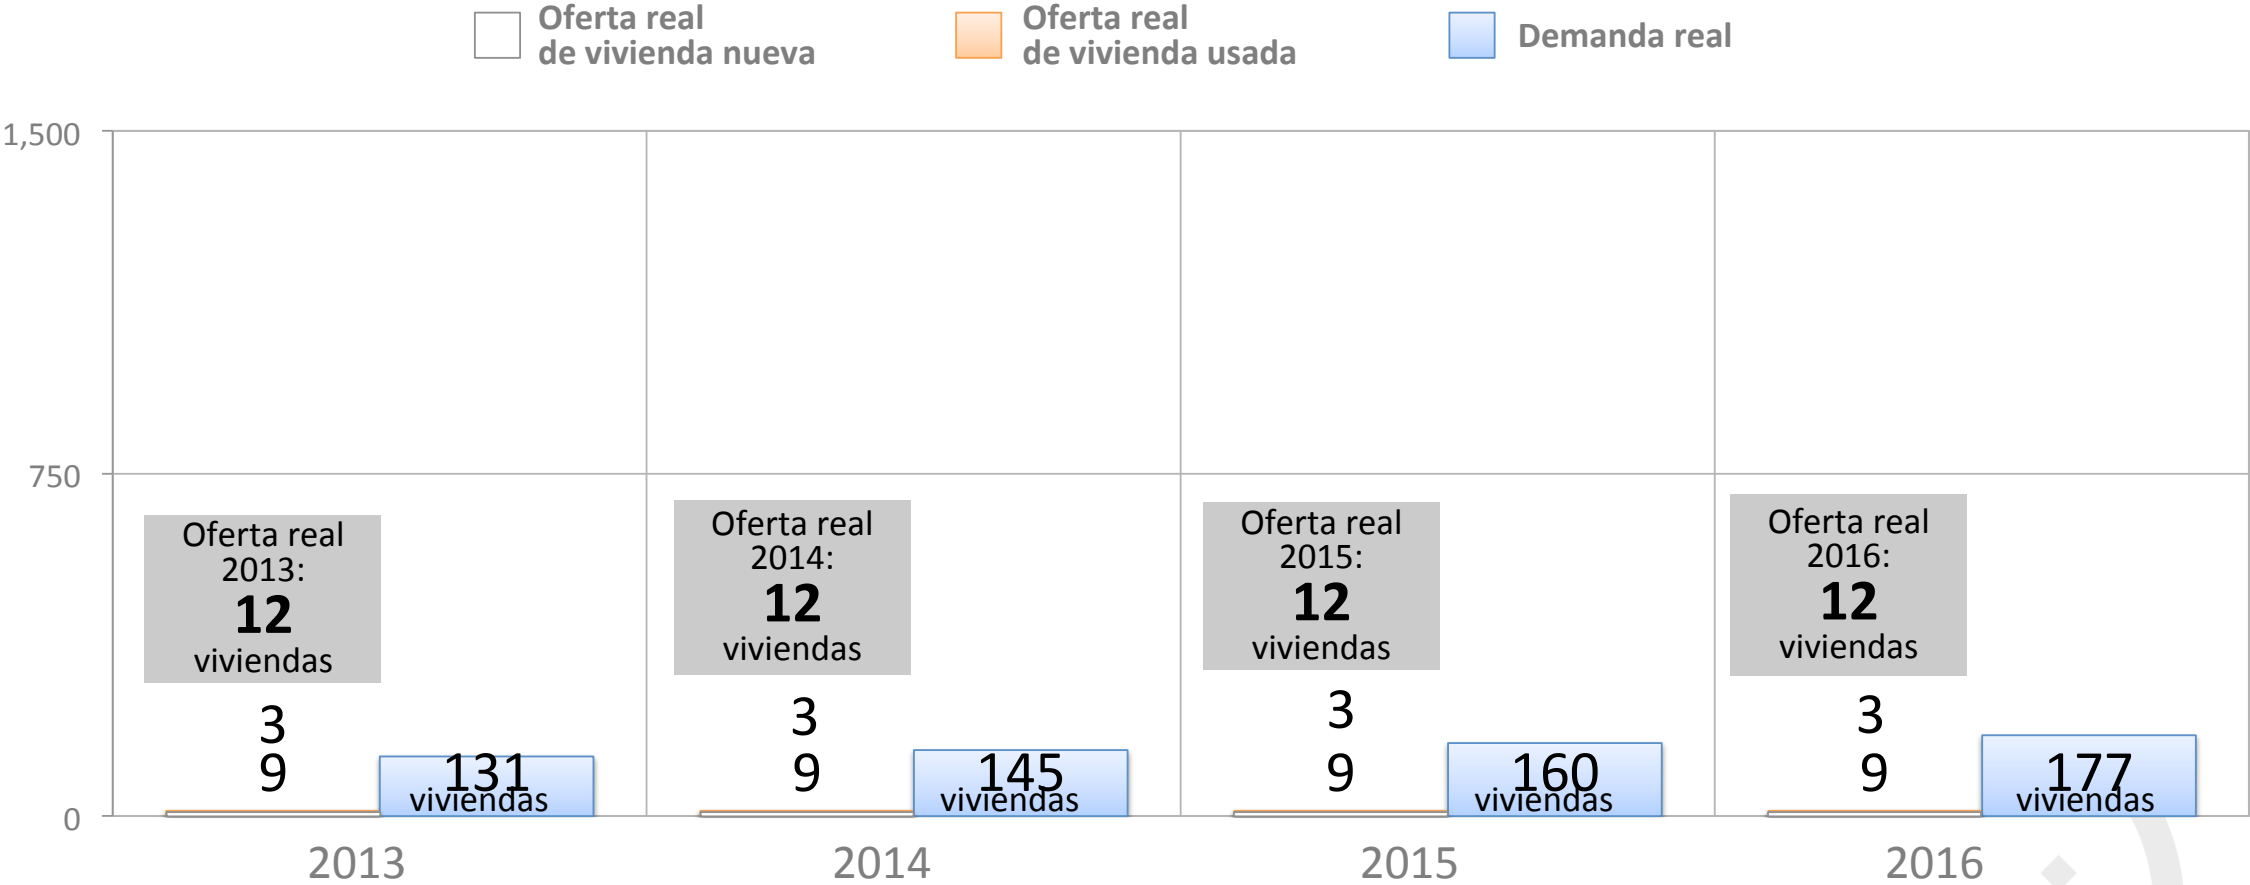 Oferta real
de vivienda nueva
Oferta real
de vivienda usada
Demanda real
1,500
750
0
Oferta real
2013:
12
viviendas
3
9
131
viviendas
Oferta real
2014:
12
viviendas
3
9
145
viviendas
Oferta real
2015:
12
viviendas
3
9
160
viviendas
Oferta real
2016:
12
viviendas
3
9
177
viviendas
2013
2014
2015
2016